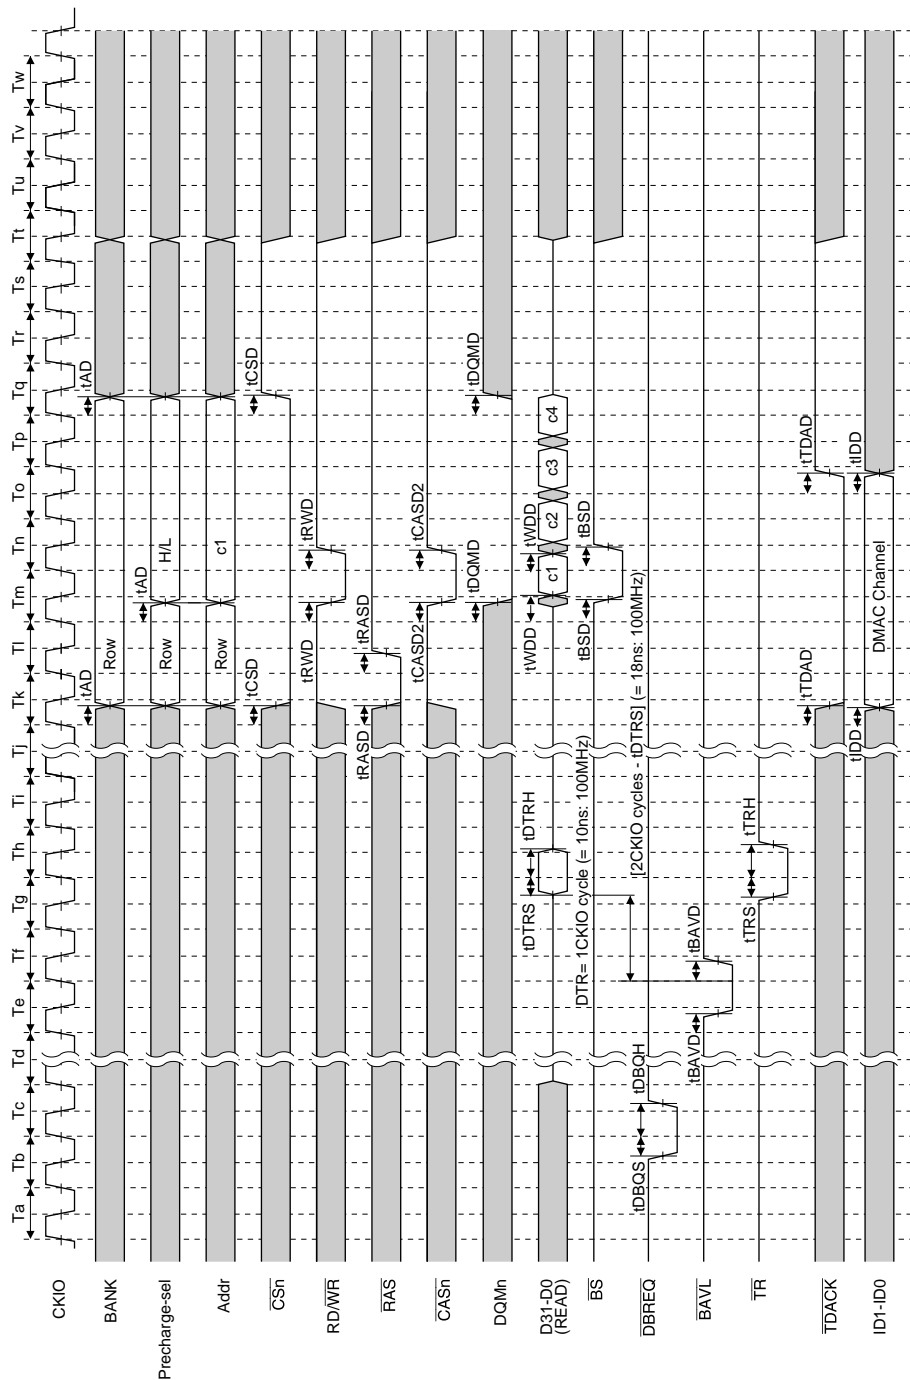 Ta Tb Tc Td Te Tf Tg Th Ti Tj Tk Tl Tm Tn To Tp Tq Tr Ts Tt Tu Tv Tw
CKIO
tAD tAD
BANK Row
tAD
Precharge-sel Row H/L
Addr Row c1
tCSD tCSD
CSn
tRWD tRWD
RD/WR
tRASD tRASD
RAS
tCASD2 tCASD2
CASn
tDQMD tDQMD
DQMn
tDTRS tDTRH tWDD tWDD
D31-D0
(READ)
c1 c2 c3 c4
DTR= 1CKIO cycle (= 10ns: 100MHz)
tBSD tBSD
BS
[2CKIO cycles - tDTRS] (= 18ns: 100MHz)
tDBQS tDBQH
DBREQ
tBAVD tBAVD
BAVL
tTRS tTRH
TR
tTDAD tTDAD
TDACK
tIDD tIDD
ID1-ID0 DMAC Channel